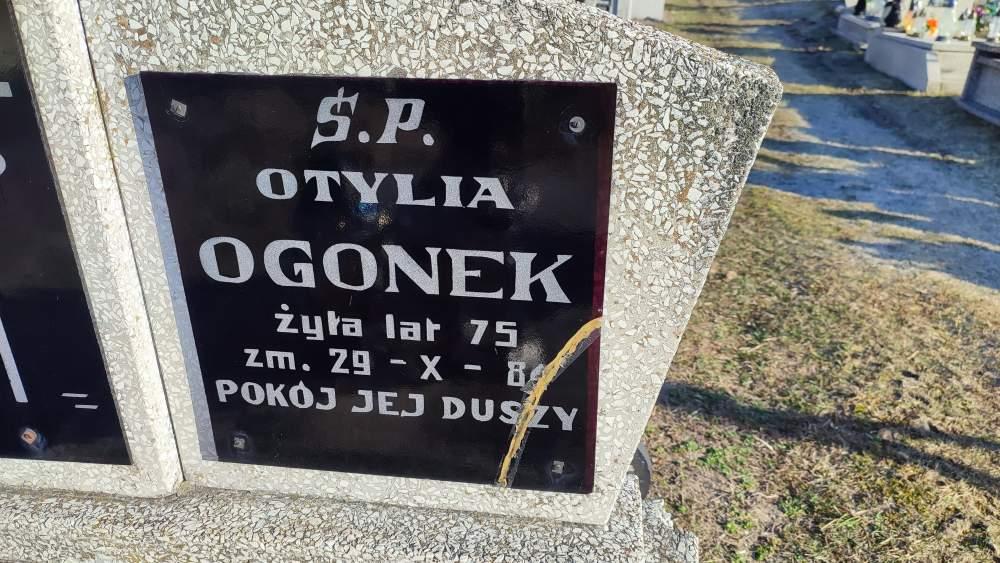 Ś.P.
OTYLIA
OGONEK
żyła lat 75
zm. 29 - X -
POKÓJ JEJ DUSZY